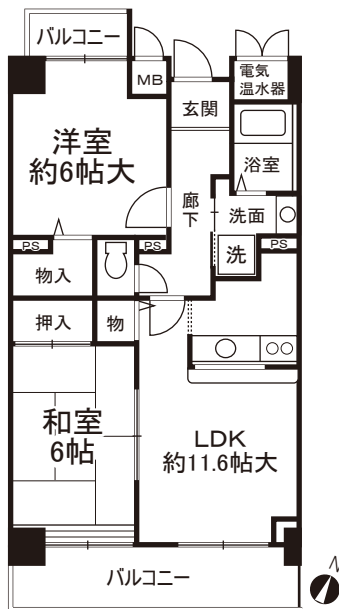 バルコニー
MB
電気
温水器
玄関
洋室
約6帖大
浴室
廊
下
洗面
PS
PS
PS
洗
物入
押入
物
和室
6帖
LDK
約11.6帖大
バルコニー
N